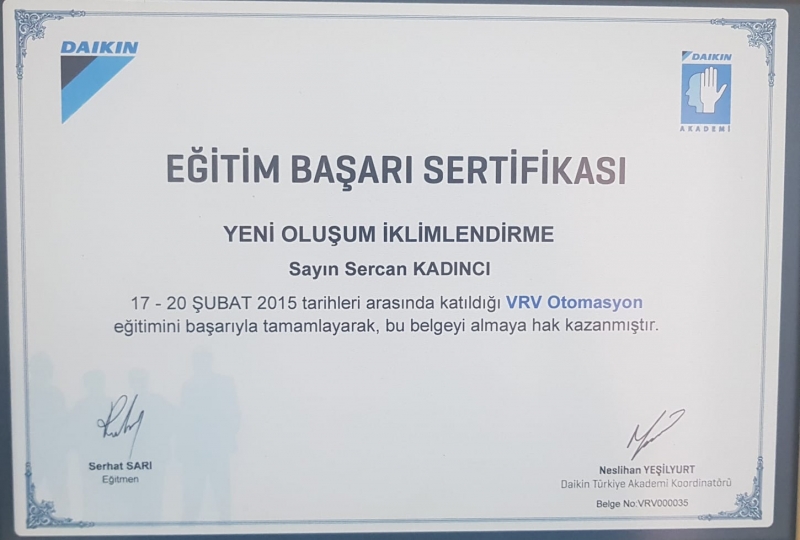 DAIKIN
DAIKIN
AKADEMİ
EĞİTİM BAŞARI SERTİFİKASI
YENİ OLUŞUM İKLİMLENDİRME
Sayın Sercan KADINCI
17 - 20 ŞUBAT 2015 tarihleri arasında katıldığı VRV Otomasyon
eğitimini başarıyla tamamlayarak, bu belgeyi almaya hak kazanmıştır.
Serhat SARI
Eğitmen
Neslihan YEŞİLYURT
Daikin Türkiye Akademi Koordinatörü
Belge No:VRV000035